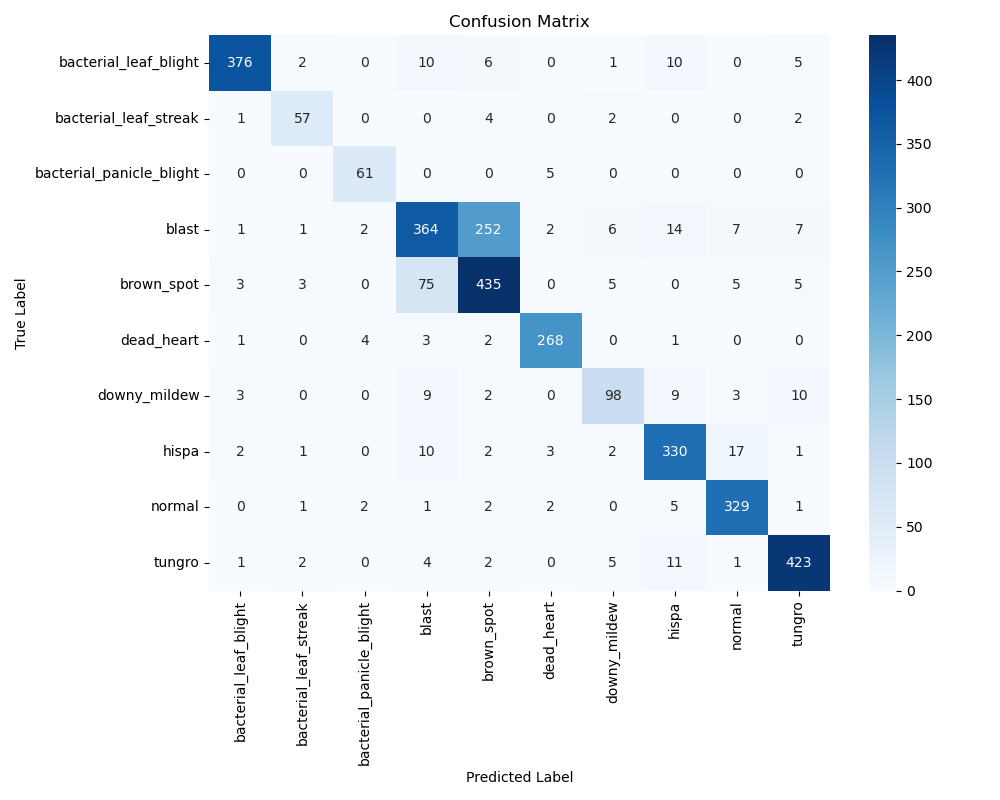 Confusion Matrix
bacterial_leaf_blight 376 2 0 10 6 0 1 10 0 5
bacterial_leaf_streak 1 57 0 0 4 0 2 0 0 2
bacterial_panicle_blight 0 0 61 0 0 5 0 0 0 0
blast 1 1 2 364 252 2 6 14 7 7
brown_spot 3 3 0 75 435 0 5 0 5 5
dead_heart 1 0 4 3 2 268 0 1 0 0
downy_mildew 3 0 0 9 2 0 98 9 3 10
hispa 2 1 0 10 2 3 2 330 17 1
normal 0 1 2 1 2 2 0 5 329 1
tungro 1 2 0 4 2 0 5 11 1 423
True Label
bacterial_leaf_blight
bacterial_leaf_streak
bacterial_panicle_blight
blast
brown_spot
dead_heart
downy_mildew
hispa
normal
tungro
Predicted Label
400
350
300
250
200
150
100
50
0